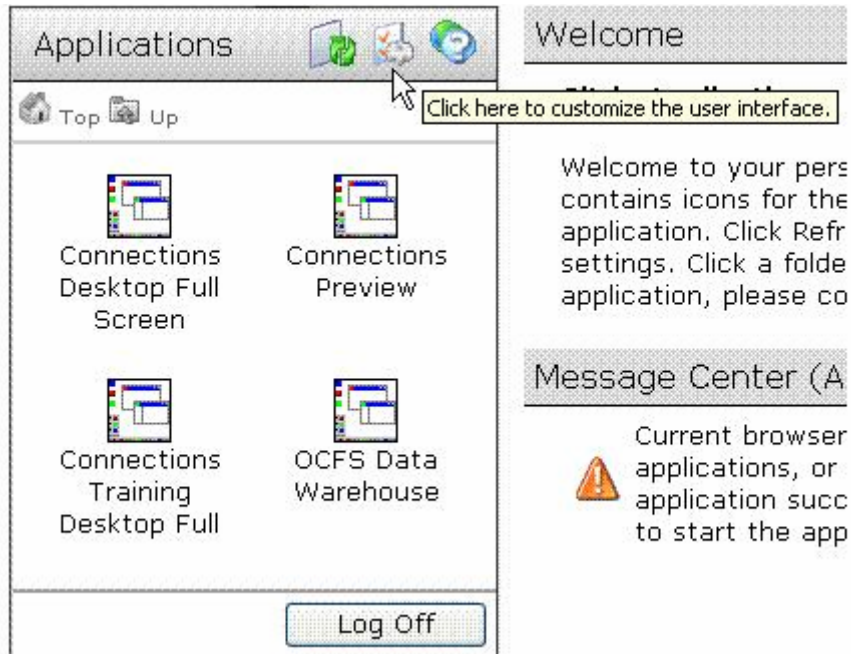 Applications
Top Up
Connections
Desktop Full
Screen
Connections
Preview
Connections
Training
Desktop Full
OCFS Data
Warehouse
Log Off
Click here to customize the user interface.
Welcome
Welcome to your pers
contains icons for the
application. Click Refr
settings. Click a folde
application, please co
Message Center (A
Current browser
applications, or
application succ
to start the app